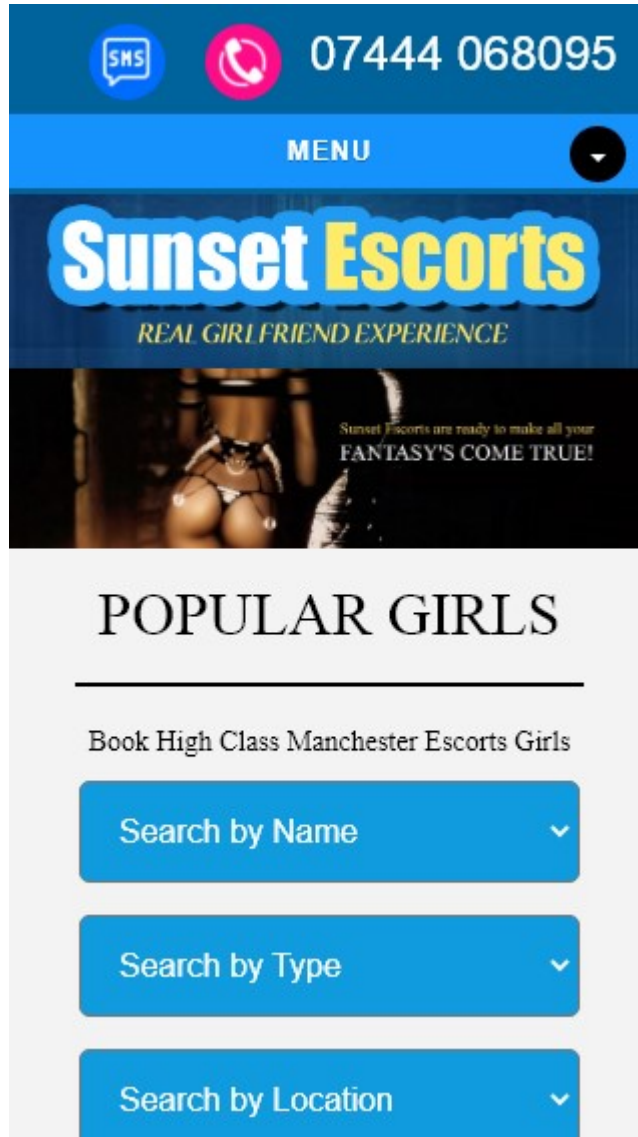 SMS
07444 068095
MENU
Sunset Escorts
REAL GIRLFRIEND EXPERIENCE
Sunset Escorts are ready to make all your
FANTASY'S COME TRUE!
POPULAR GIRLS
Book High Class Manchester Escorts Girls
Search by Name
Search by Type
Search by Location